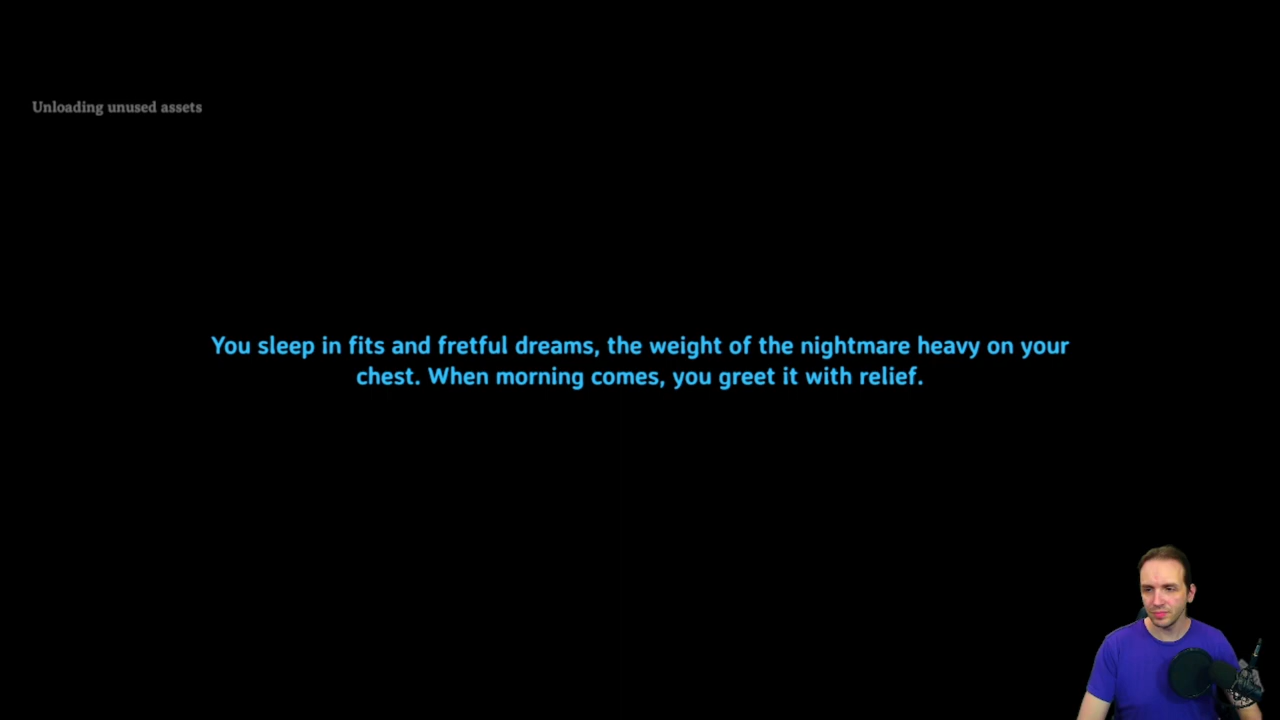 Unloading unused assets
You sleep in fits and fretful dreams, the weight of the nightmare heavy on your
chest. When morning comes, you greet it with relief.